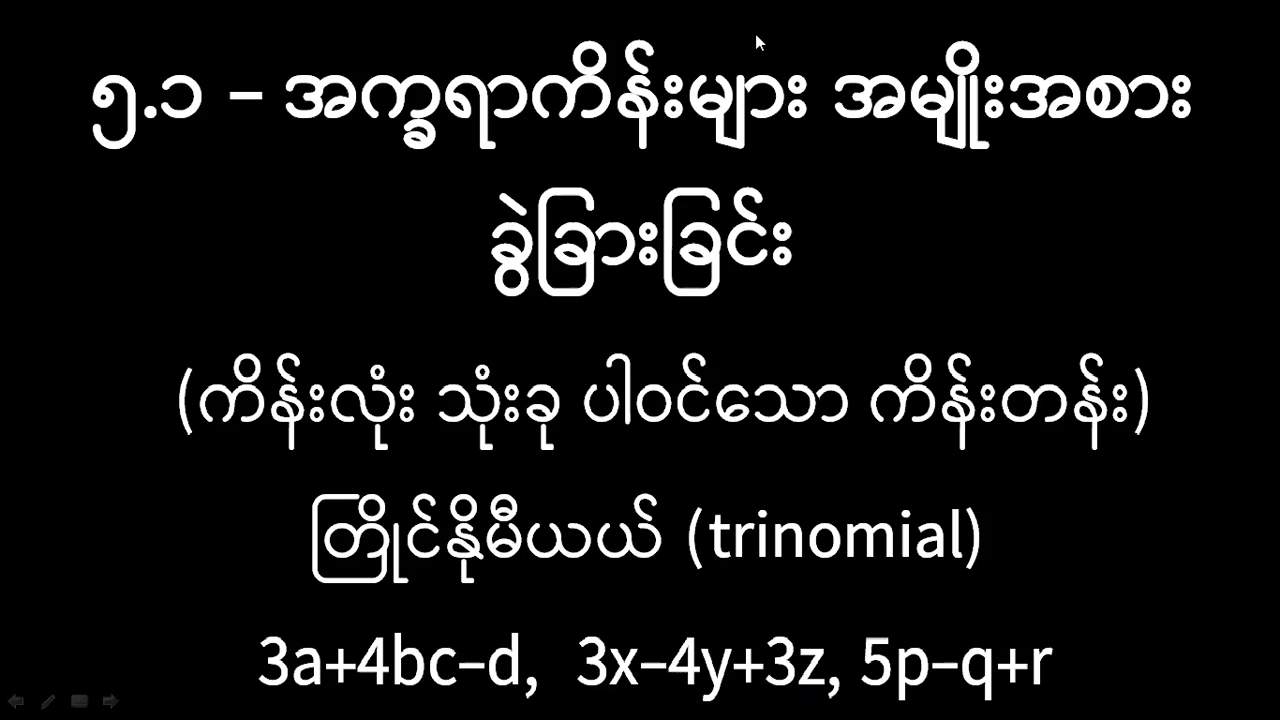 ၅.၁ – အက္ခရာကိန်းများ အမျိုးအစား
ခွဲခြားခြင်း
(ကိန်းလုံး သုံးခု ပါဝင်သော ကိန်းတန်း)
တြိုင်နိုမီယယ် (trinomial)
3a+4bc–d, 3x–4y+3z, 5p–q+r